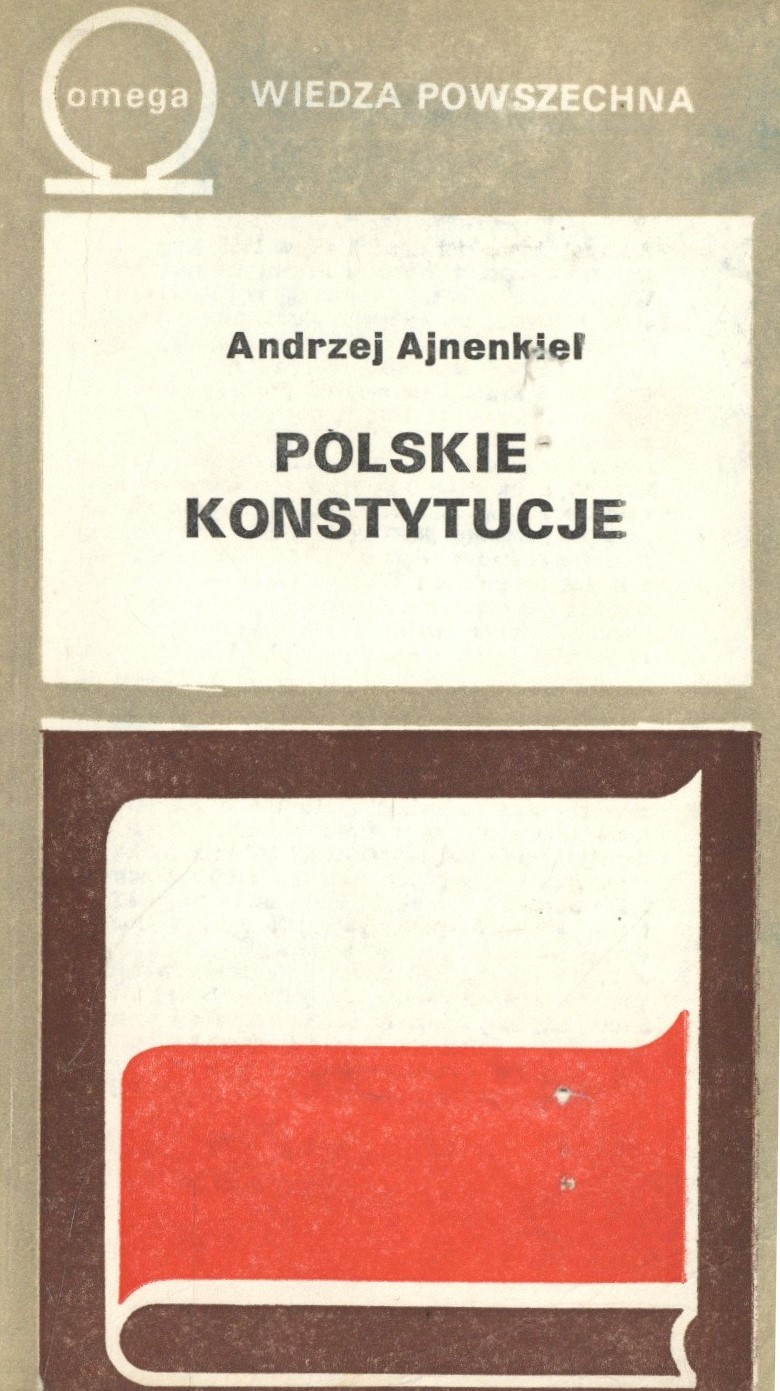 omega
WIEDZA POWSZECHNA
Andrzej Ajnenkiel
POLSKIE
KONSTYTUCJE